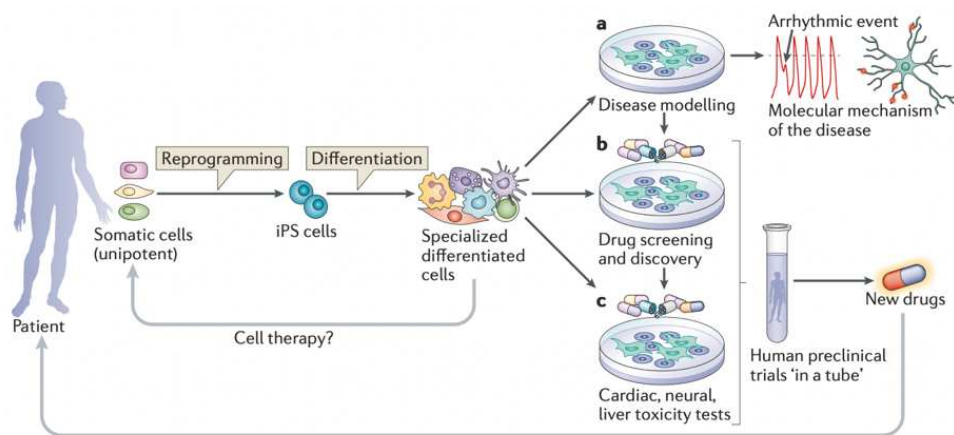 a
Arrhythmic event
Disease modelling
Molecular mechanism
of the disease
Reprogramming
Differentiation
b
Somatic cells
(unipotent)
iPS cells
Specialized
differentiated
cells
Drug screening
and discovery
c
New drugs
Patient
Cell therapy?
Human preclinical
trials ‘in a tube’
Cardiac, neural,
liver toxicity tests